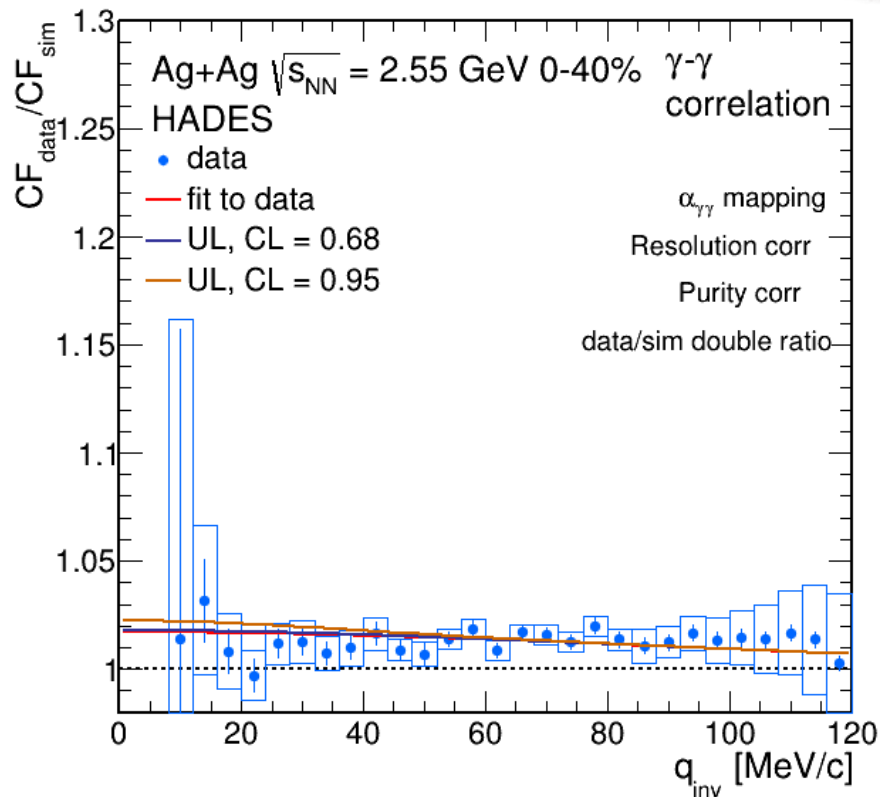 Ag+Ag √s_NN = 2.55 GeV 0-40%
HADES
data
fit to data
UL, CL = 0.68
UL, CL = 0.95
γ-γ
correlation
α_γγ mapping
Resolution corr
Purity corr
data/sim double ratio
CF_data/CF_sim
1.3
1.25
1.2
1.15
1.1
1.05
1
0 20 40 60 80 100 120
q_inv [MeV/c]